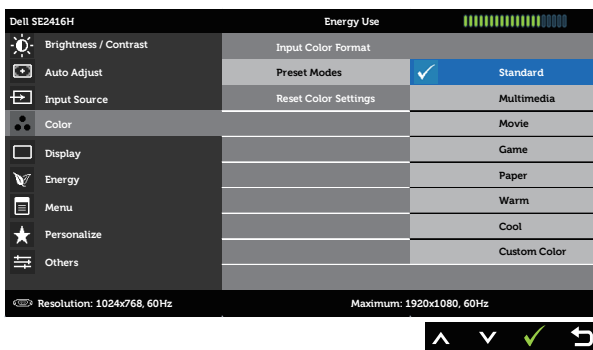 Dell SE2416H Energy Use
Brightness / Contrast Input Color Format
Auto Adjust Preset Modes Standard
Input Source Reset Color Settings Multimedia
Color Movie
Display Game
Energy Paper
Menu Warm
Personalize Cool
Others Custom Color
Resolution: 1024x768, 60Hz Maximum: 1920x1080, 60Hz